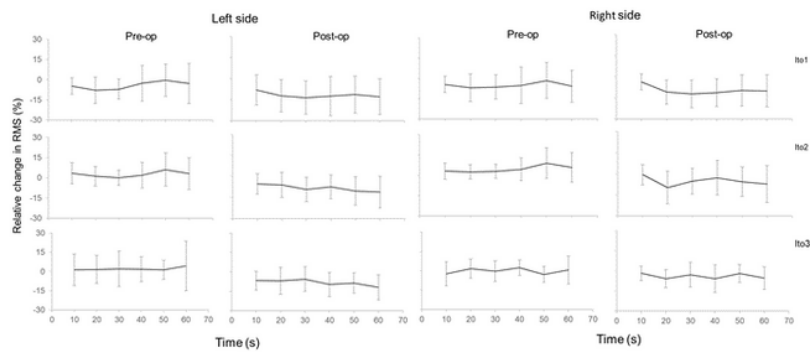 Left side
Right side
Pre-op
Post-op
Pre-op
Post-op
Relative change in RMS (%)
30
15
0
-15
-30
Ito1
30
15
0
-15
-30
Ito2
30
15
0
-15
-30
Ito3
0 10 20 30 40 50 60 70
0 10 20 30 40 50 60 70
0 10 20 30 40 50 60 70
0 10 20 30 40 50 60 70
Time (s)
Time (s)